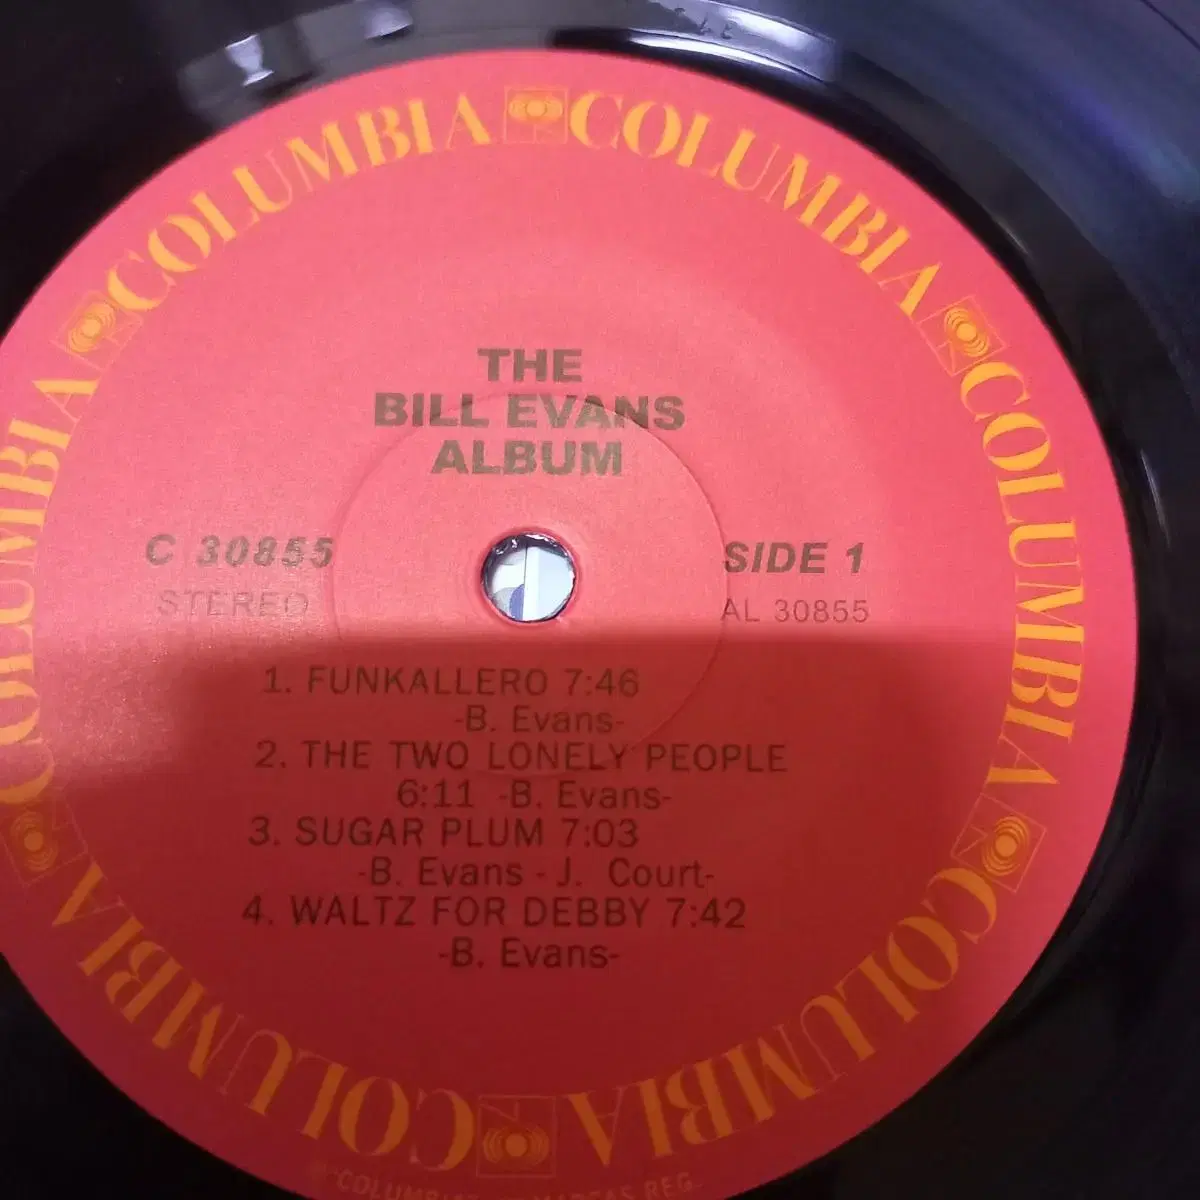 COLUMBIA COLUMBIA COLUMBIA COLUMBIA COLUMBIA COLUMBIA
THE
BILL EVANS
ALBUM
C 30855
STEREO
SIDE 1
AL 30855
1. FUNKALLERO 7:46
-B. Evans-
2. THE TWO LONELY PEOPLE
6:11 -B. Evans-
3. SUGAR PLUM 7:03
-B. Evans - J. Court-
4. WALTZ FOR DEBBY 7:42
-B. Evans-
REG.